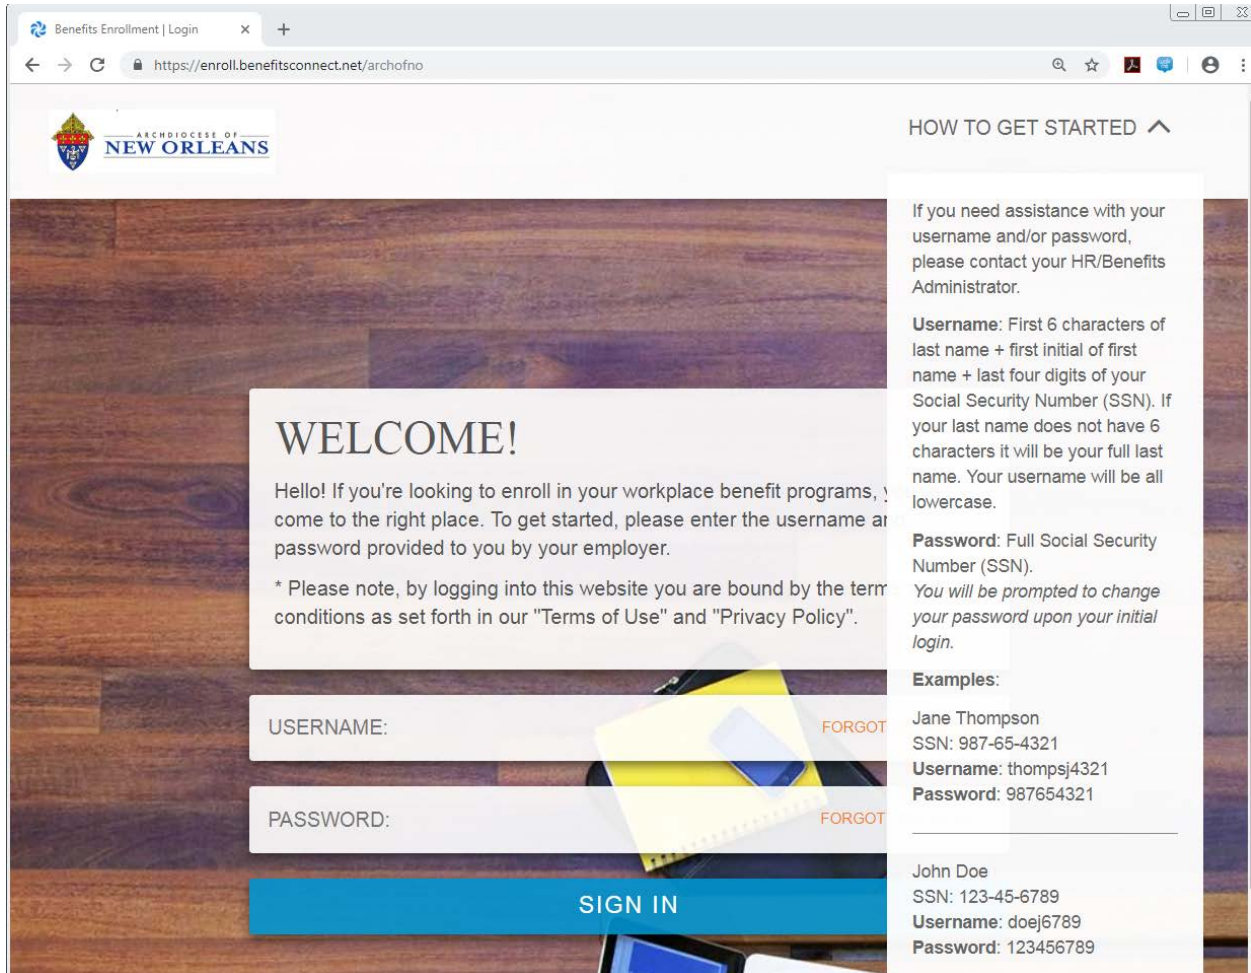 Benefits Enrollment | Login
https://enroll.benefitsconnect.net/archofno
ARCHDIOCESE OF
NEW ORLEANS
HOW TO GET STARTED
If you need assistance with your
username and/or password,
please contact your HR/Benefits
Administrator.
Username: First 6 characters of
last name + first initial of first
name + last four digits of your
Social Security Number (SSN). If
your last name does not have 6
characters it will be your full last
name. Your username will be all
lowercase.
Password: Full Social Security
Number (SSN).
You will be prompted to change
your password upon your initial
login.
Examples:
Jane Thompson
SSN: 987-65-4321
Username: thompsj4321
Password: 987654321
John Doe
SSN: 123-45-6789
Username: doej6789
Password: 123456789
WELCOME!
Hello! If you're looking to enroll in your workplace benefit programs,
come to the right place. To get started, please enter the username an
password provided to you by your employer.
* Please note, by logging into this website you are bound by the term
conditions as set forth in our "Terms of Use" and "Privacy Policy".
USERNAME:
FORGOT
PASSWORD:
FORGOT
SIGN IN